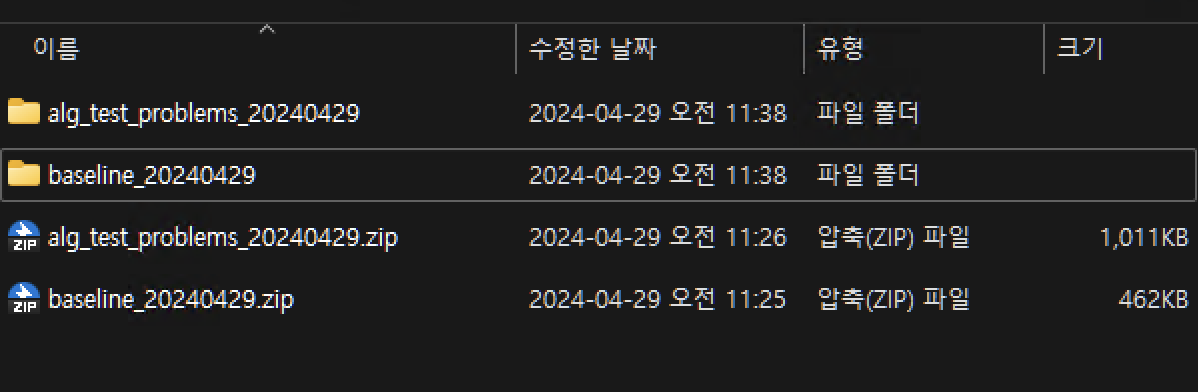 이름 수정한 날짜 유형 크기
alg_test_problems_20240429 2024-04-29 오전 11:38 파일 폴더
baseline_20240429 2024-04-29 오전 11:38 파일 폴더
ZIP alg_test_problems_20240429.zip 2024-04-29 오전 11:26 압축(ZIP) 파일 1,011KB
ZIP baseline_20240429.zip 2024-04-29 오전 11:25 압축(ZIP) 파일 462KB